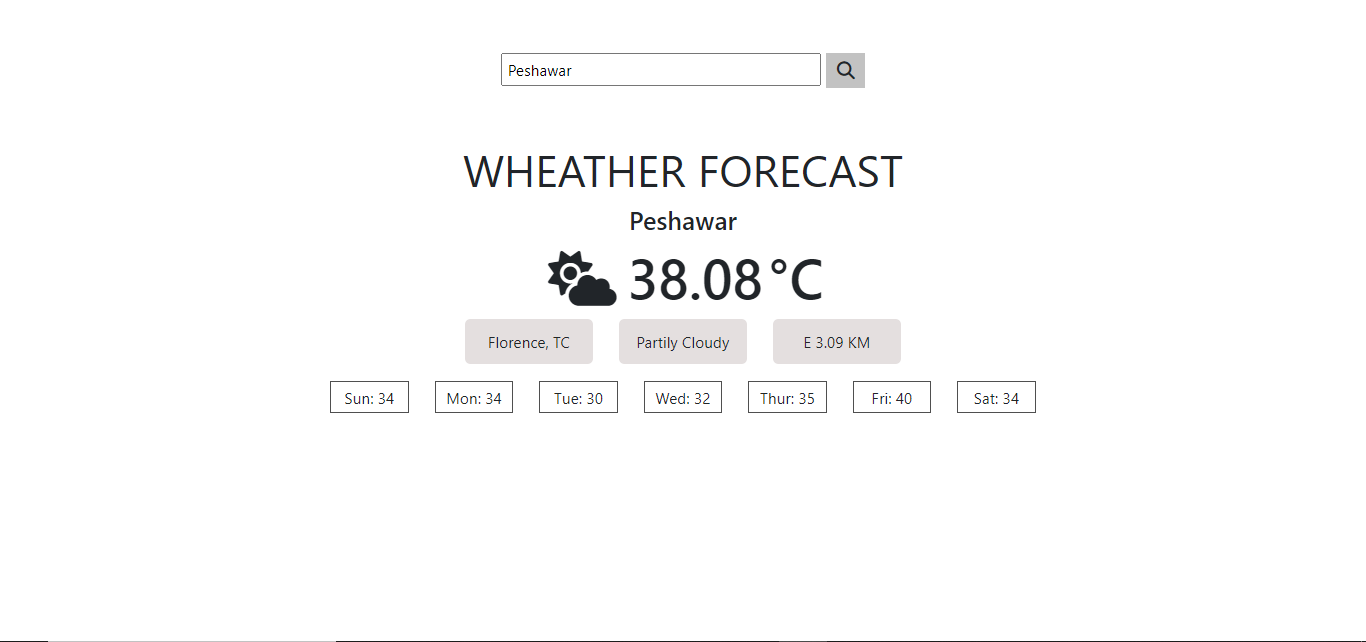 Peshawar
WHEATHER FORECAST
Peshawar
38.08 °C
Florence, TC Partily Cloudy E 3.09 KM
Sun: 34 Mon: 34 Tue: 30 Wed: 32 Thur: 35 Fri: 40 Sat: 34